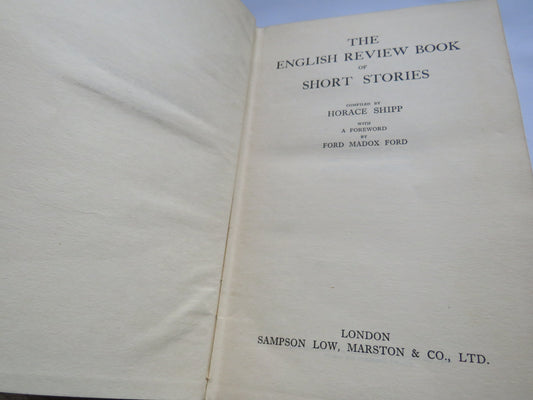 THE
ENGLISH REVIEW BOOK
OF
SHORT STORIES
COMPILED BY
HORACE SHIPP
WITH
A FOREWORD
BY
FORD MADOX FORD
LONDON
SAMPSON LOW, MARSTON & CO., LTD.